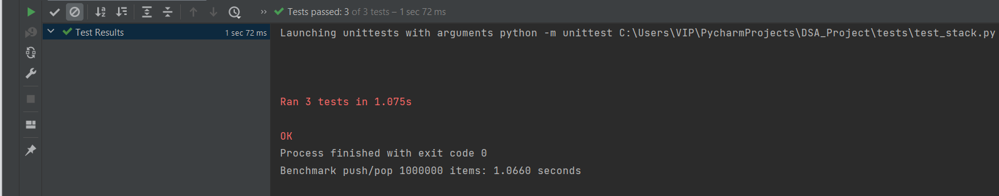 Tests passed: 3 of 3 tests – 1 sec 72 ms
Test Results 1 sec 72 ms
Launching unittests with arguments python -m unittest C:\Users\VIP\PycharmProjects\DSA_Project\tests\test_stack.py
Ran 3 tests in 1.075s
OK
Process finished with exit code 0
Benchmark push/pop 1000000 items: 1.0660 seconds